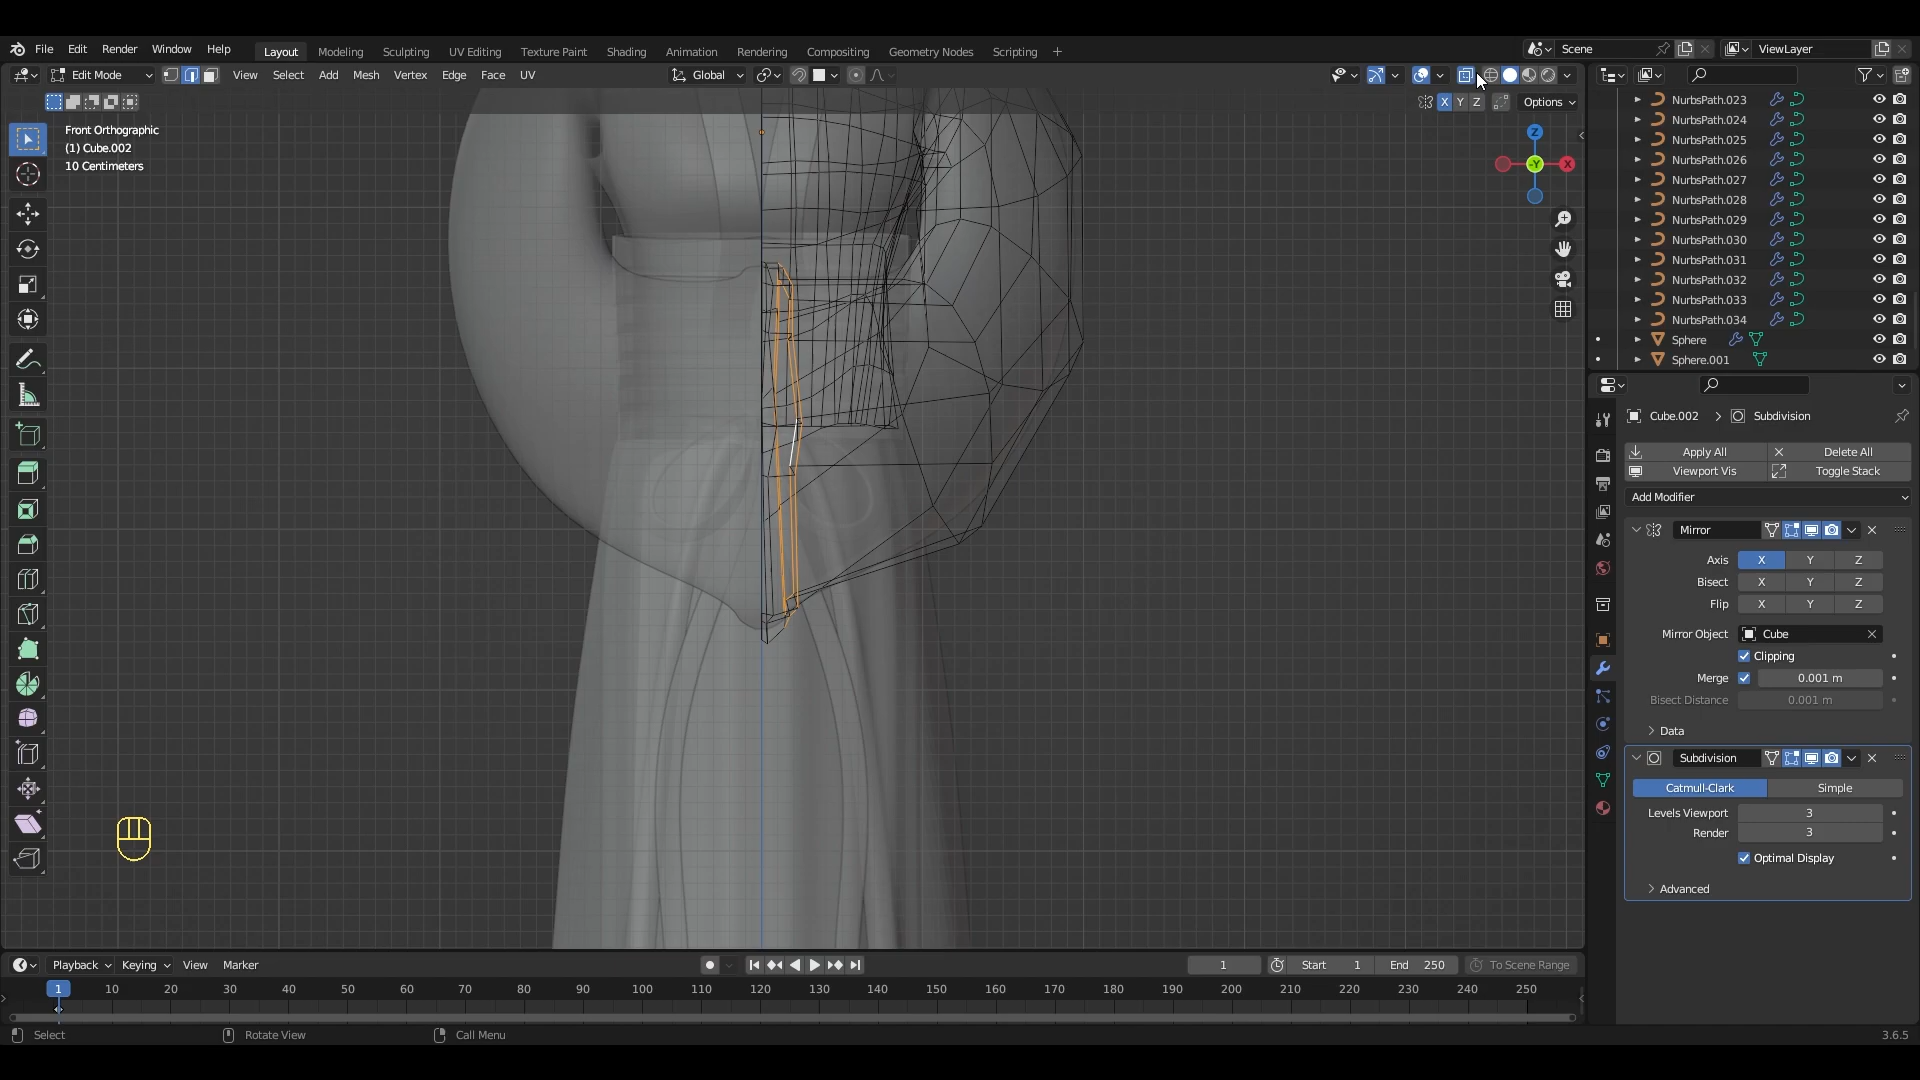 File Edit Render Window Help Layout Modeling Sculpting UV Editing Texture Paint Shading Animation Rendering Compositing Geometry Nodes Scripting + Scene ViewLayer
Edit Mode View Select Add Mesh Vertex Edge Face UV Global
X Y Z Options
Front Orthographic
(1) Cube.002
10 Centimeters
Z
-Y X
NurbsPath.023
NurbsPath.024
NurbsPath.025
NurbsPath.026
NurbsPath.027
NurbsPath.028
NurbsPath.029
NurbsPath.030
NurbsPath.031
NurbsPath.032
NurbsPath.033
NurbsPath.034
Sphere
Sphere.001
Cube.002 > Subdivision
Apply All Delete All
Viewport Vis Toggle Stack
Add Modifier
Mirror
Axis X Y Z
Bisect X Y Z
Flip X Y Z
Mirror Object Cube
Clipping
Merge 0.001 m
Bisect Distance 0.001 m
Data
Subdivision
Catmull-Clark Simple
Levels Viewport 3
Render 3
Optimal Display
Advanced
Playback Keying View Marker 1 Start 1 End 250 To Scene Range
1 10 20 30 40 50 60 70 80 90 100 110 120 130 140 150 160 170 180 190 200 210 220 230 240 250
Select Rotate View Call Menu 3.6.5